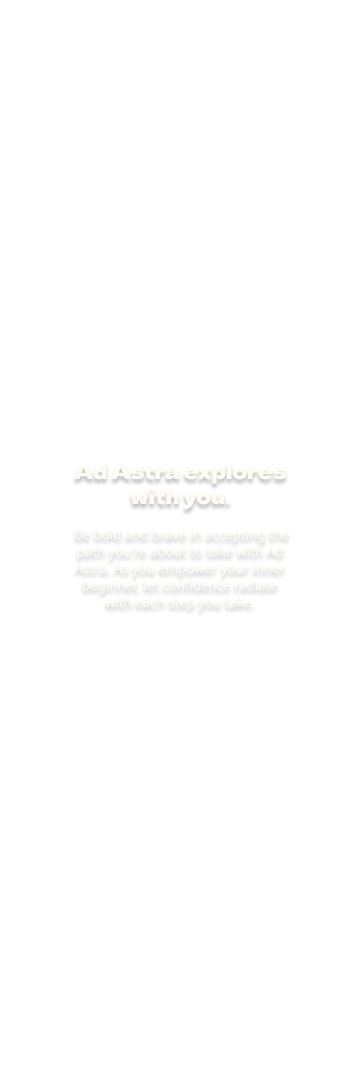 Ad Astra explores
with you.
Be bold and brave in accepting the
path you're about to take with Ad
Astra. As you empower your inner
beginner, let confidence radiate
with each step you take.